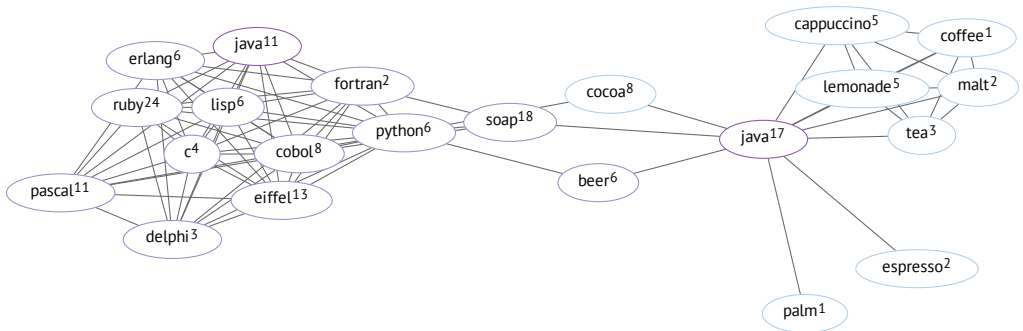 cappuccino⁵
coffee¹
java¹¹
erlang⁶
fortran²
cocoa⁸
lemonade⁵
malt²
ruby²⁴
lisp⁶
soap¹⁸
python⁶
java¹⁷
tea³
c⁴
cobol⁸
beer⁶
pascal¹¹
eiffel¹³
delphi³
espresso²
palm¹